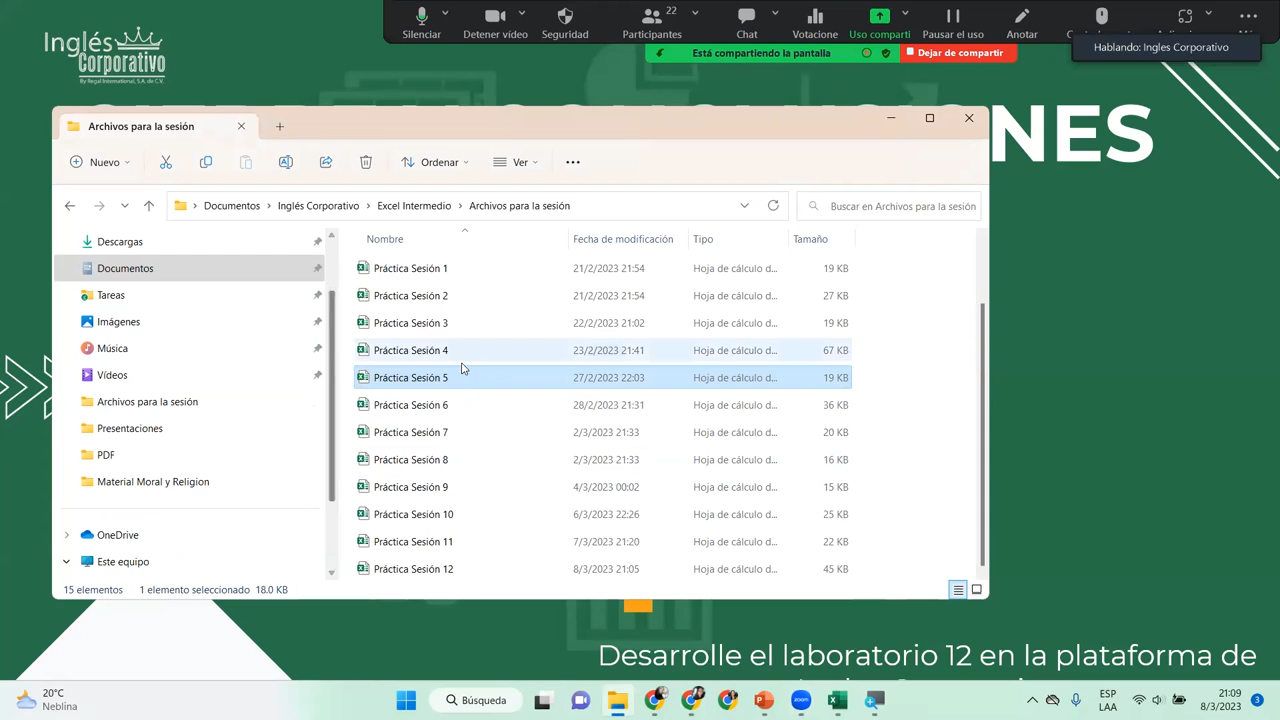 Inglés
Corporativo
By Regal International, S.A. de C.V.
Silenciar
Detener vídeo
Seguridad
22
Participantes
Chat
Votacione
Uso comparti
Pausar el uso
Anotar
Está compartiendo la pantalla
Dejar de compartir
Hablando: Ingles Corporativo
NES
Archivos para la sesión
Nuevo
Ordenar
Ver
Documentos > Inglés Corporativo > Excel Intermedio > Archivos para la sesión
Buscar en Archivos para la sesión
Nombre Fecha de modificación Tipo Tamaño
Descargas
Documentos
Tareas
Imágenes
Música
Vídeos
Archivos para la sesión
Presentaciones
PDF
Material Moral y Religion
OneDrive
Este equipo
Práctica Sesión 1 21/2/2023 21:54 Hoja de cálculo d... 19 KB
Práctica Sesión 2 21/2/2023 21:54 Hoja de cálculo d... 27 KB
Práctica Sesión 3 22/2/2023 21:02 Hoja de cálculo d... 19 KB
Práctica Sesión 4 23/2/2023 21:41 Hoja de cálculo d... 67 KB
Práctica Sesión 5 27/2/2023 22:03 Hoja de cálculo d... 19 KB
Práctica Sesión 6 28/2/2023 21:31 Hoja de cálculo d... 36 KB
Práctica Sesión 7 2/3/2023 21:33 Hoja de cálculo d... 20 KB
Práctica Sesión 8 2/3/2023 21:33 Hoja de cálculo d... 16 KB
Práctica Sesión 9 4/3/2023 00:02 Hoja de cálculo d... 15 KB
Práctica Sesión 10 6/3/2023 22:26 Hoja de cálculo d... 25 KB
Práctica Sesión 11 7/3/2023 21:20 Hoja de cálculo d... 22 KB
Práctica Sesión 12 8/3/2023 21:05 Hoja de cálculo d... 45 KB
15 elementos 1 elemento seleccionado 18.0 KB
Desarrolle el laboratorio 12 en la plataforma de
20°C
Neblina
Búsqueda
ESP
LAA
21:09
8/3/2023
3